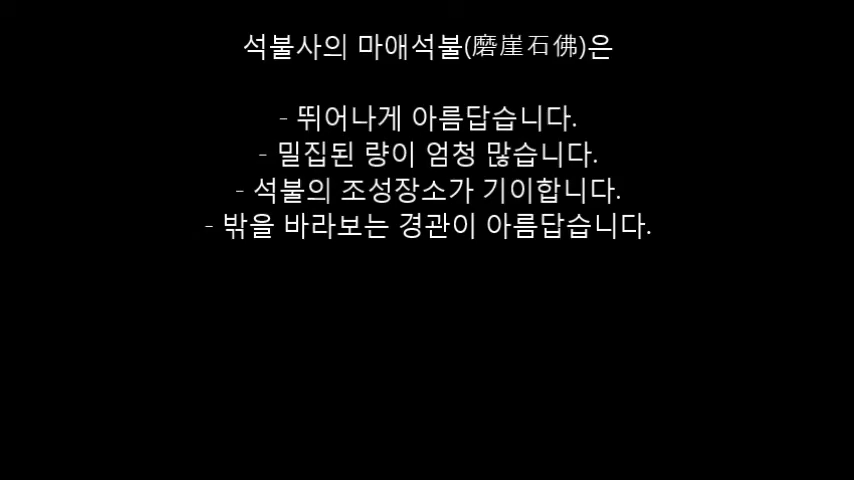 석불사의 마애석불(磨崖石佛)은
- 뛰어나게 아름답습니다.
- 밀집된 량이 엄청 많습니다.
- 석불의 조성장소가 기이합니다.
- 밖을 바라보는 경관이 아름답습니다.